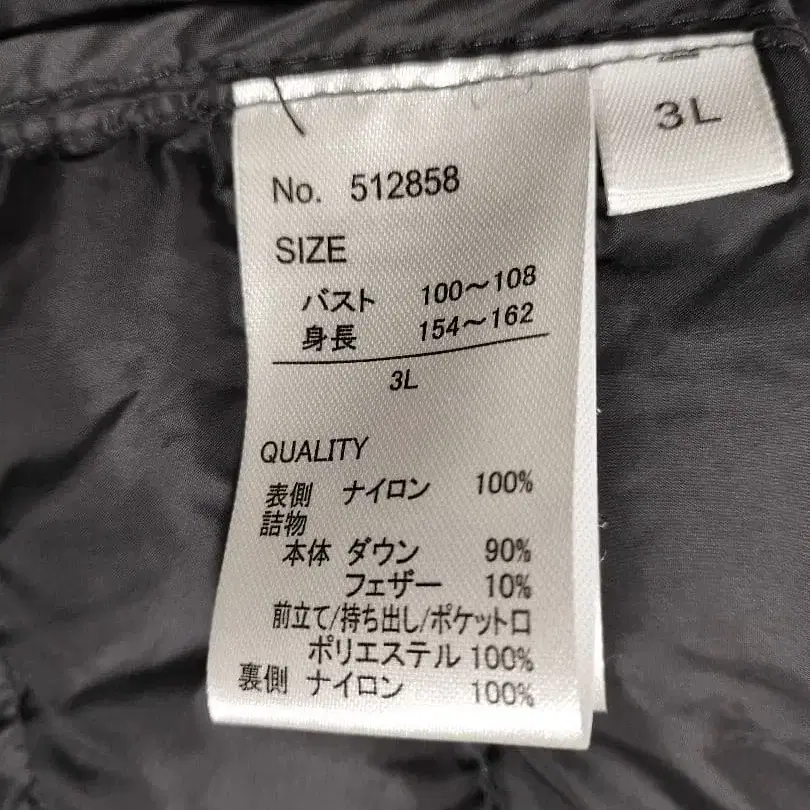 3L
No. 512858
SIZE
バスト 100～108
身長 154～162
3L
QUALITY
表側 ナイロン 100%
詰物
本体 ダウン 90%
フェザー 10%
前立て/持ち出し/ポケット口
ポリエステル 100%
裏側 ナイロン 100%